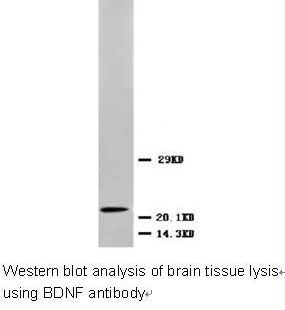 29KD
20.1KD
14.3KD
Western blot analysis of brain tissue lysis↵
using BDNF antibody↵